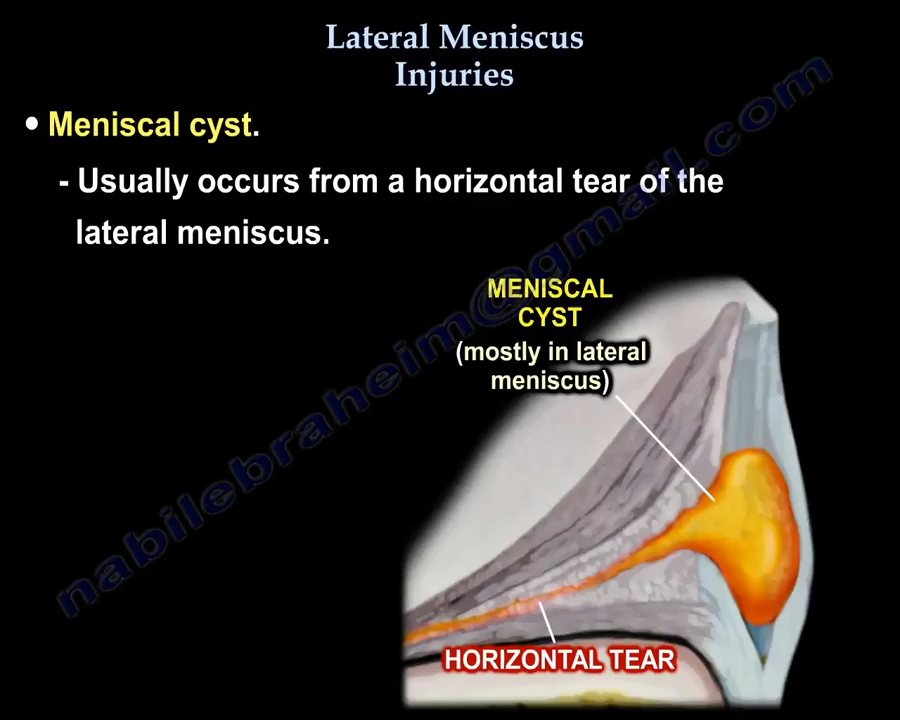 Lateral Meniscus
Injuries
• Meniscal cyst.
- Usually occurs from a horizontal tear of the
lateral meniscus.
MENISCAL
CYST
(mostly in lateral
meniscus)
HORIZONTAL TEAR
nabilebraheim@gmail.com